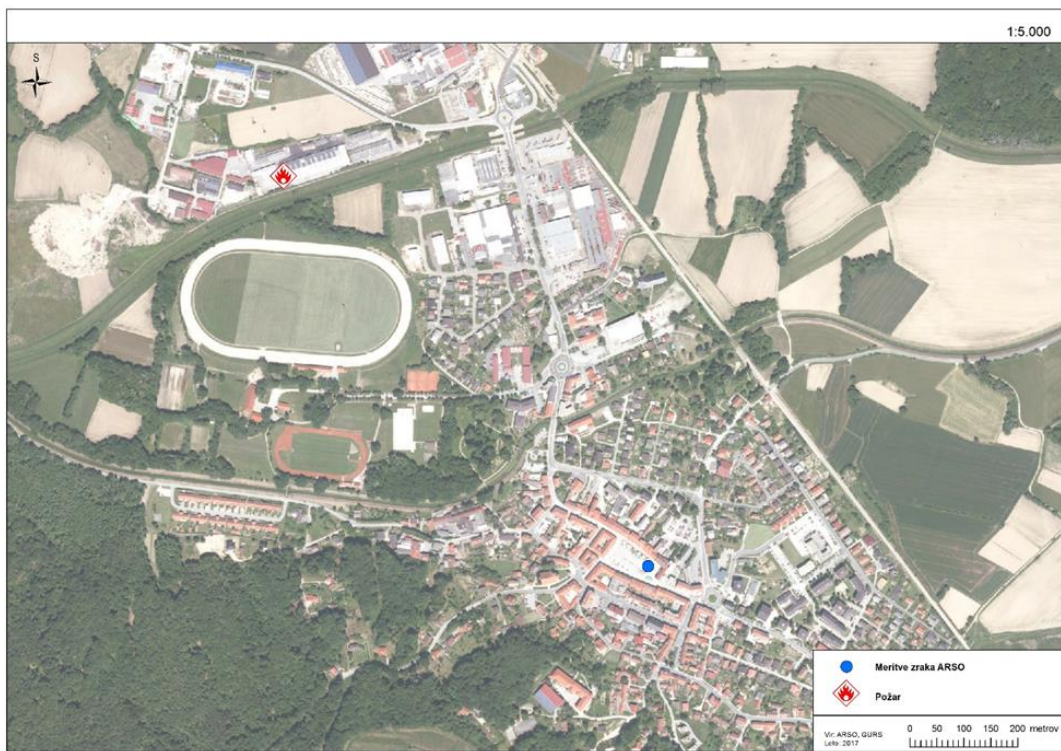 1:5.000
S
Meritve zraka ARSO
Požar
Vir: ARSO, GURS
Leto: 2017
0 50 100 150 200 metrov